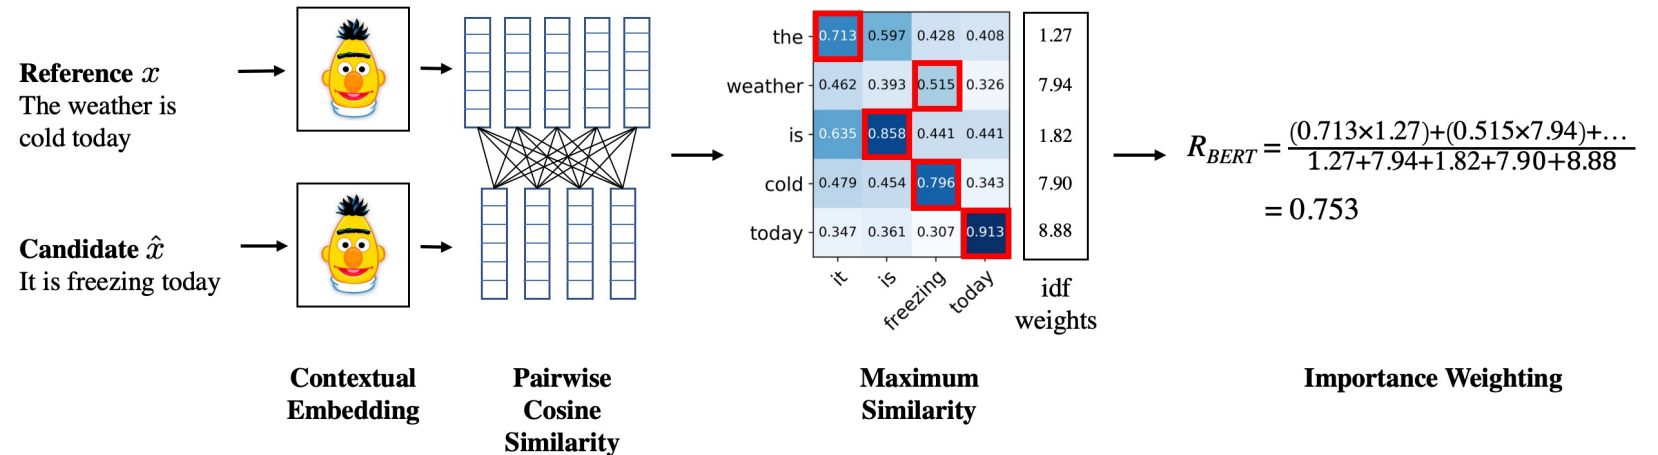 Reference x
The weather is
cold today
Candidate x̂
It is freezing today
the 0.713 0.597 0.428 0.408 1.27
weather 0.462 0.393 0.515 0.326 7.94
is 0.635 0.858 0.441 0.441 1.82
cold 0.479 0.454 0.796 0.343 7.90
today 0.347 0.361 0.307 0.913 8.88
it is freezing today
idf
weights
R_BERT = (0.713×1.27)+(0.515×7.94)+…
1.27+7.94+1.82+7.90+8.88
= 0.753
Contextual
Embedding
Pairwise
Cosine
Similarity
Maximum
Similarity
Importance Weighting